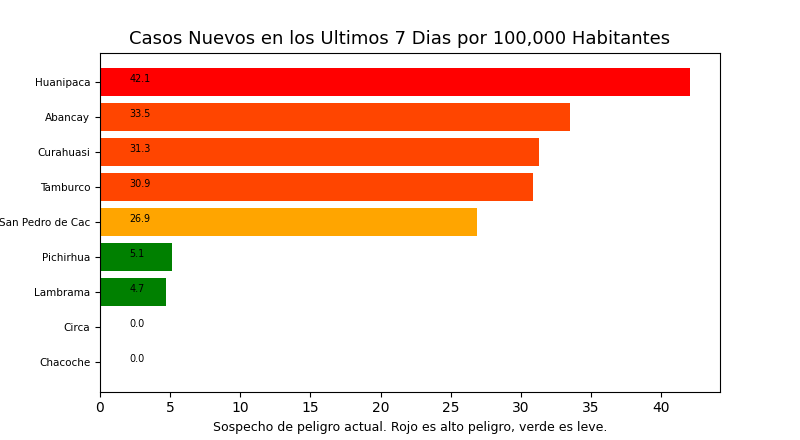 Casos Nuevos en los Ultimos 7 Dias por 100,000 Habitantes
Huanipaca 42.1
Abancay 33.5
Curahuasi 31.3
Tamburco 30.9
San Pedro de Cac 26.9
Pichirhua 5.1
Lambrama 4.7
Circa 0.0
Chacoche 0.0
0 5 10 15 20 25 30 35 40
Sospecho de peligro actual. Rojo es alto peligro, verde es leve.